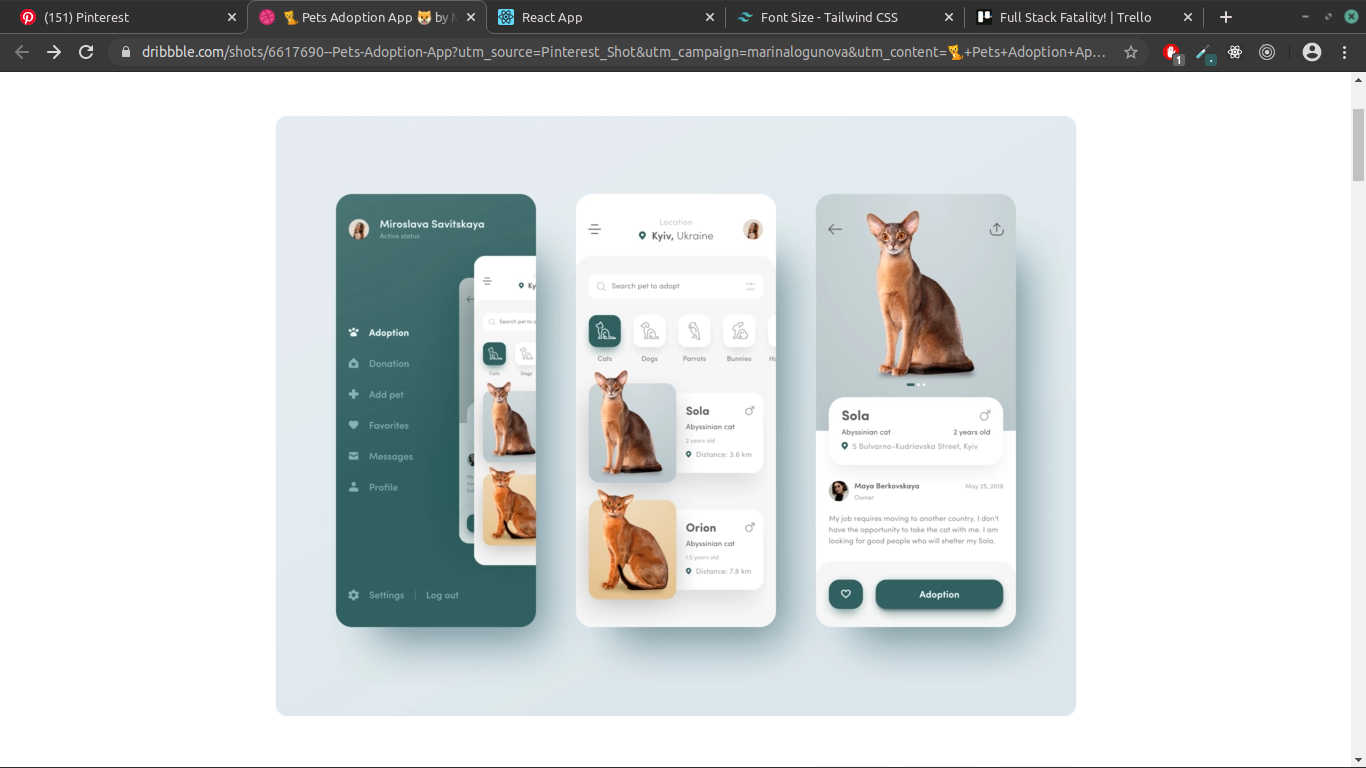 (151) Pinterest
🐈 Pets Adoption App 🐱 by M
React App
Font Size - Tailwind CSS
Full Stack Fatality! | Trello
dribbble.com/shots/6617690--Pets-Adoption-App?utm_source=Pinterest_Shot&utm_campaign=marinalogunova&utm_content=🐈+Pets+Adoption+Ap...
1
Miroslava Savitskaya
Active status
Adoption
Donation
Add pet
Favorites
Messages
Profile
Settings | Log out
Ky
Search pet to a
Cats
Dogs
Location
Kyiv, Ukraine
Search pet to adopt
Cats
Dogs
Parrots
Bunnies
Sola
Abyssinian cat
2 years old
Distance: 3.6 km
Orion
Abyssinian cat
1.5 years old
Distance: 7.8 km
Sola
Abyssinian cat
2 years old
5 Bulvarno-Kudriavska Street, Kyiv
Maya Berkovskaya
May 25, 2019
Owner
My job requires moving to another country. I don't
have the opportunity to take the cat with me. I am
looking for good people who will shelter my Sola.
Adoption